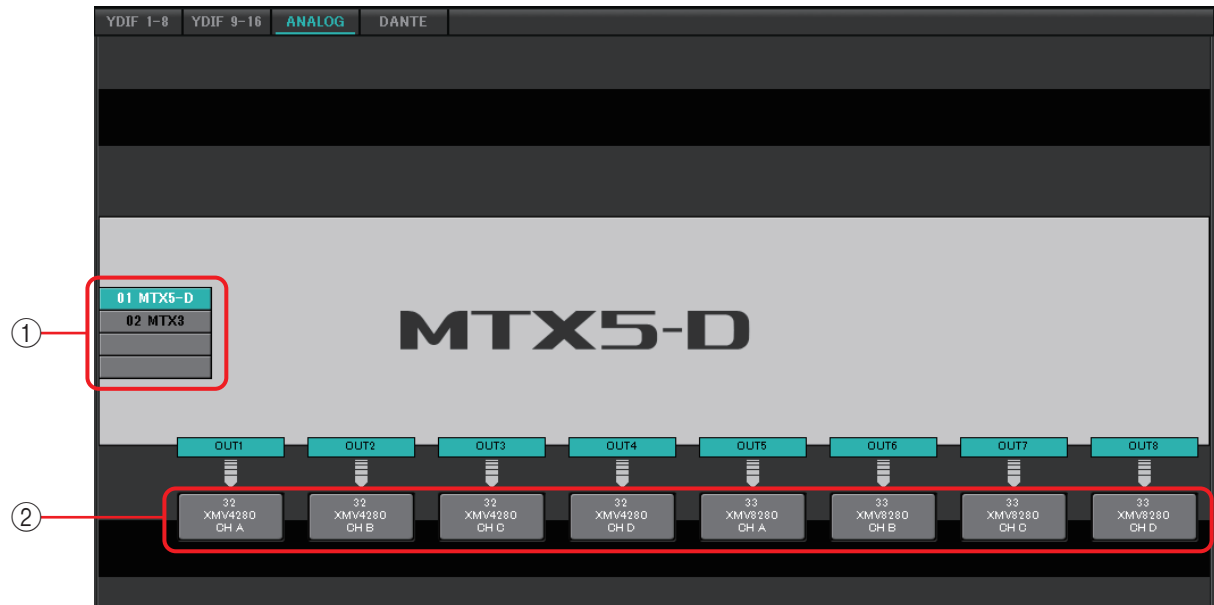 YDIF 1-8 YDIF 9-16 ANALOG DANTE
① 01 MTX5-D
02 MTX3
MTX5-D
OUT1 OUT2 OUT3 OUT4 OUT5 OUT6 OUT7 OUT8
② 32 32 32 32 33 33 33 33
XMV4280 XMV4280 XMV4280 XMV4280 XMV8280 XMV8280 XMV8280 XMV8280
CH A CH B CH C CH D CH A CH B CH C CH D